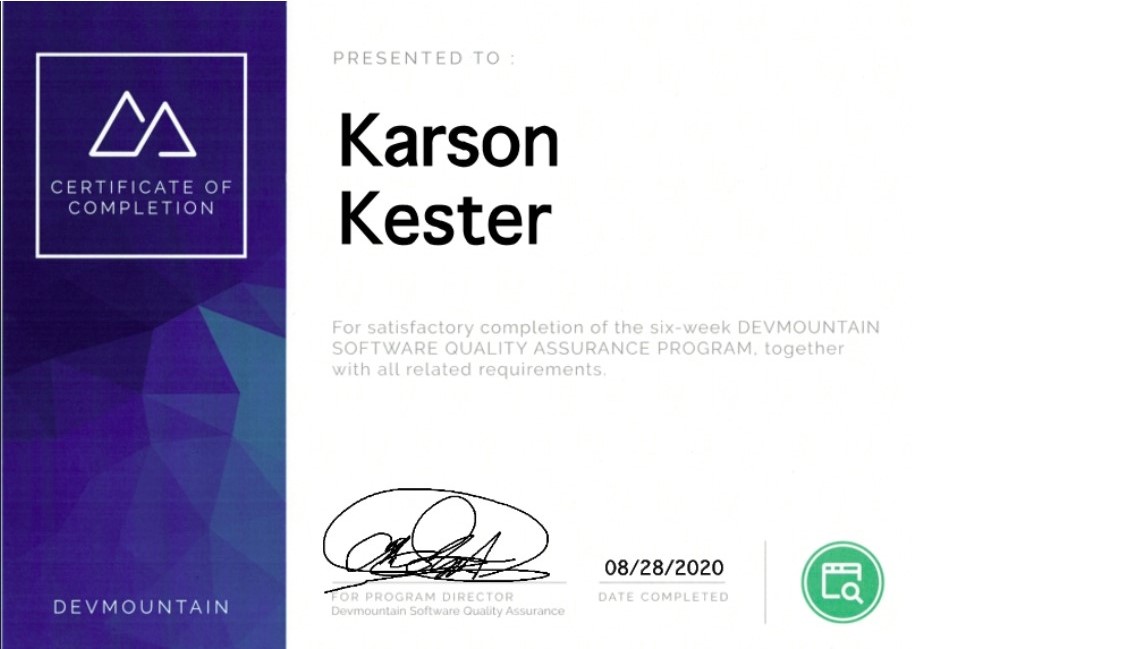 CERTIFICATE OF
COMPLETION
DEVMOUNTAIN
PRESENTED TO :
Karson
Kester
For satisfactory completion of the six-week DEVMOUNTAIN
SOFTWARE QUALITY ASSURANCE PROGRAM, together
with all related requirements.
FOR PROGRAM DIRECTOR
Devmountain Software Quality Assurance
08/28/2020
DATE COMPLETED